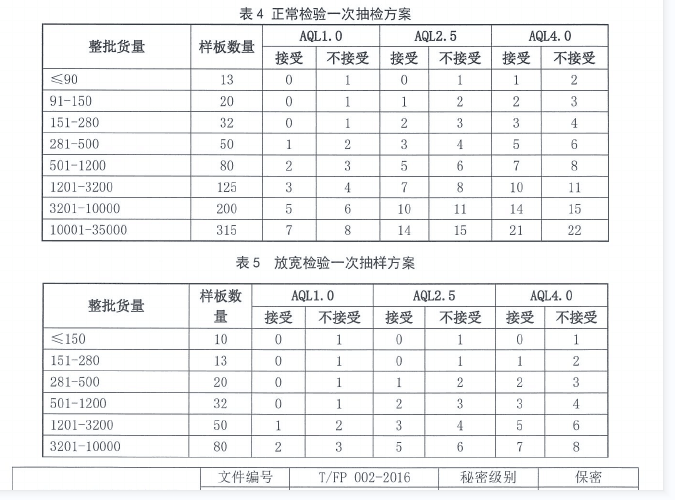 表 4 正常检验一次抽检方案
整批货量 样板数量 AQL1.0 AQL2.5 AQL4.0
接受 不接受 接受 不接受 接受 不接受
≤90 13 0 1 0 1 1 2
91-150 20 0 1 1 2 2 3
151-280 32 0 1 2 3 3 4
281-500 50 1 2 3 4 5 6
501-1200 80 2 3 5 6 7 8
1201-3200 125 3 4 7 8 10 11
3201-10000 200 5 6 10 11 14 15
10001-35000 315 7 8 14 15 21 22
表 5 放宽检验一次抽样方案
整批货量 样板数量 AQL1.0 AQL2.5 AQL4.0
接受 不接受 接受 不接受 接受 不接受
≤150 10 0 1 0 1 0 1
151-280 13 0 1 0 1 1 2
281-500 20 0 1 1 2 2 3
501-1200 32 0 1 2 3 3 4
1201-3200 50 1 2 3 4 5 6
3201-10000 80 2 3 5 6 7 8
文件编号 T/FP 002-2016 秘密级别 保密